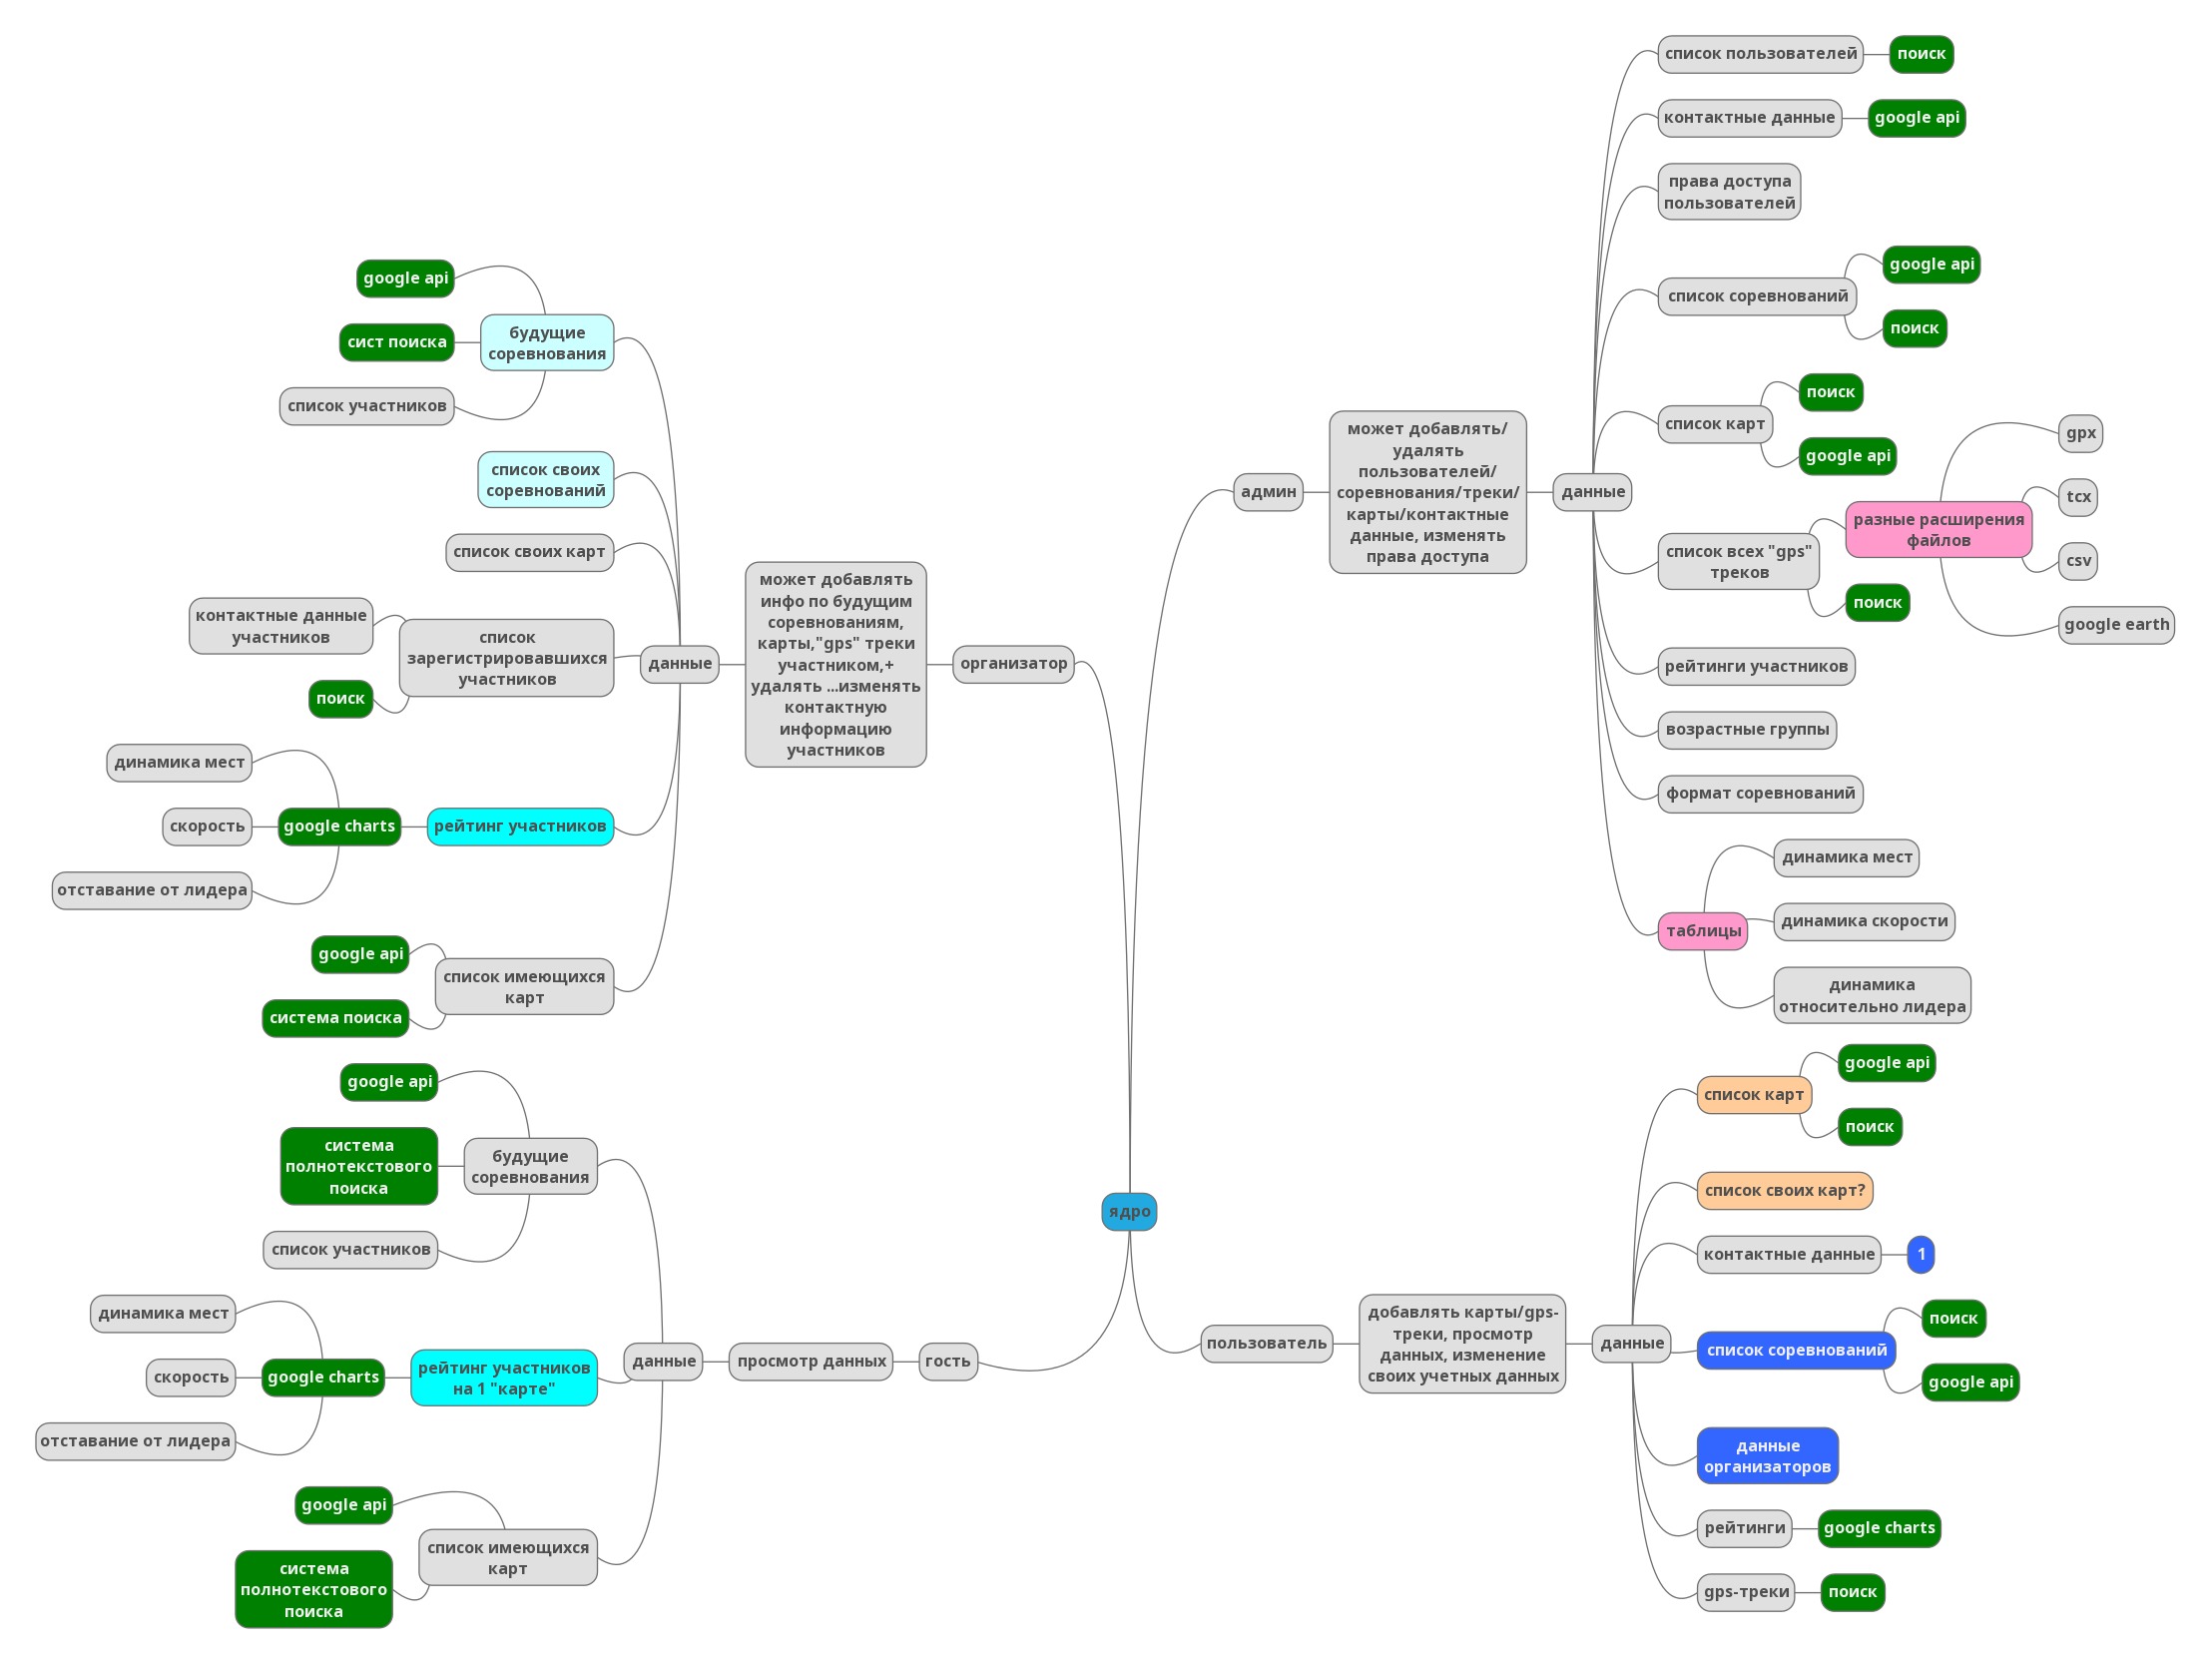 ядро
админ
может добавлять/
удалять
пользователей/
соревнования/треки/
карты/контактные
данные, изменять
права доступа
данные
список пользователей
поиск
контактные данные
google api
права доступа
пользователей
список соревнований
google api
поиск
список карт
поиск
google api
список всех "gps"
треков
разные расширения
файлов
gpx
tcx
csv
google earth
поиск
рейтинги участников
возрастные группы
формат соревнований
таблицы
динамика мест
динамика скорости
динамика
относительно лидера
пользователь
добавлять карты/gps-
треки, просмотр
данных, изменение
своих учетных данных
данные
список карт
google api
поиск
список своих карт?
контактные данные
1
список соревнований
поиск
google api
данные
организаторов
рейтинги
google charts
gps-треки
поиск
организатор
может добавлять
инфо по будущим
соревнованиям,
карты,"gps" треки
участником,+
удалять ...изменять
контактную
информацию
участников
данные
будущие
соревнования
google api
сист поиска
список участников
список своих
соревнований
список своих карт
список
зарегистрировавшихся
участников
контактные данные
участников
поиск
рейтинг участников
google charts
динамика мест
скорость
отставание от лидера
список имеющихся
карт
google api
система поиска
гость
просмотр данных
данные
будущие
соревнования
google api
система
полнотекстового
поиска
список участников
рейтинг участников
на 1 "карте"
google charts
динамика мест
скорость
отставание от лидера
список имеющихся
карт
google api
система
полнотекстового
поиска